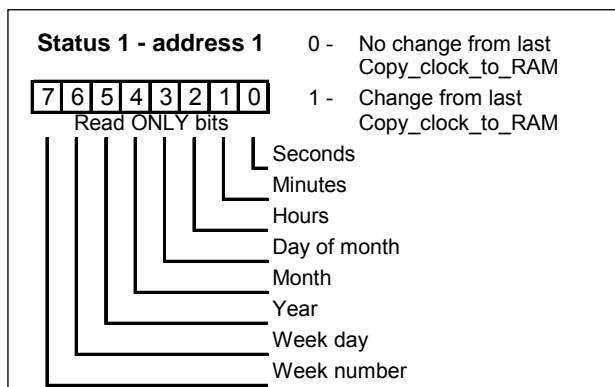 Status 1 - address 1
0 - No change from last
Copy_clock_to_RAM
7 6 5 4 3 2 1 0
1 - Change from last
Copy_clock_to_RAM
Read ONLY bits
Seconds
Minutes
Hours
Day of month
Month
Year
Week day
Week number